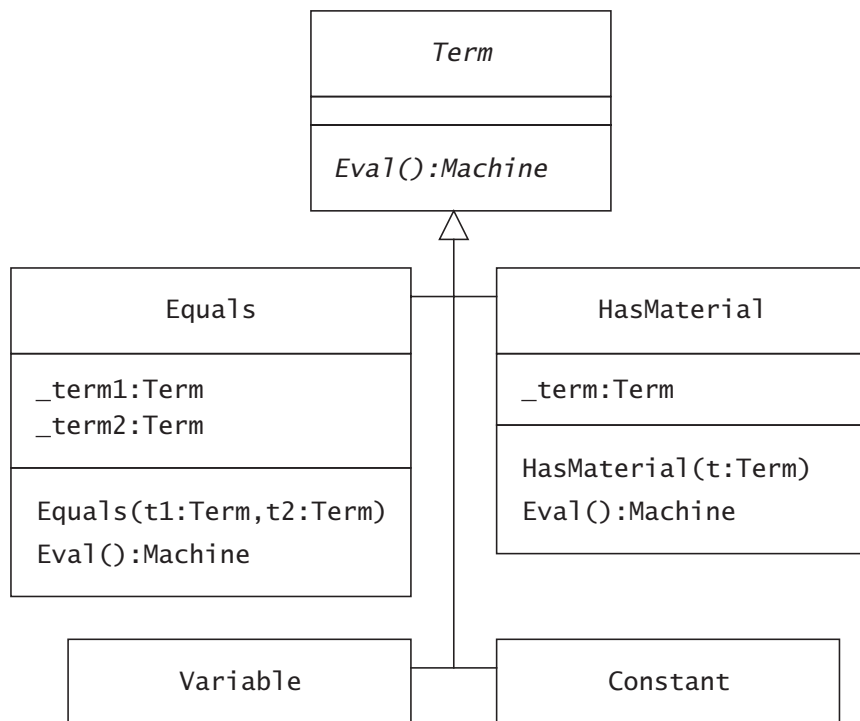 Term
Eval():Machine
Equals
_term1:Term
_term2:Term
Equals(t1:Term,t2:Term)
Eval():Machine
HasMaterial
_term:Term
HasMaterial(t:Term)
Eval():Machine
Variable
Constant